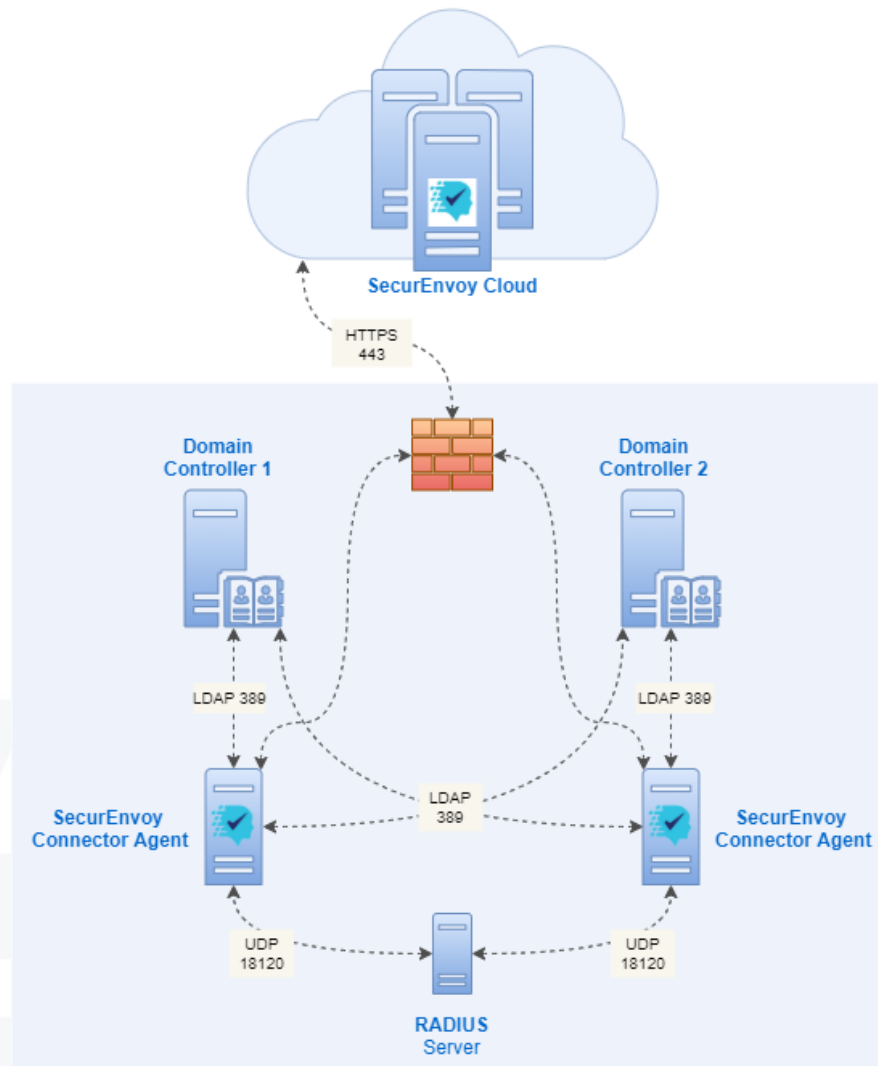 SecurEnvoy Cloud
HTTPS
443
Domain
Controller 1
Domain
Controller 2
LDAP 389
LDAP 389
LDAP
389
SecurEnvoy
Connector Agent
SecurEnvoy
Connector Agent
UDP
18120
UDP
18120
RADIUS
Server